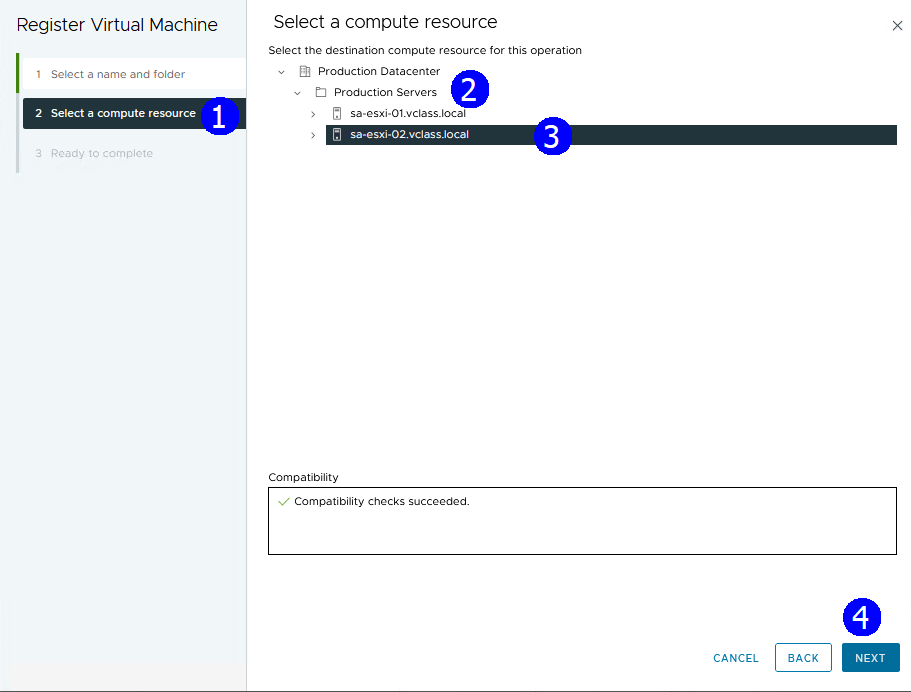 Register Virtual Machine
1 Select a name and folder
2 Select a compute resource
1
3 Ready to complete
Select a compute resource
Select the destination compute resource for this operation
Production Datacenter
Production Servers
2
sa-esxi-01.vclass.local
sa-esxi-02.vclass.local
3
Compatibility
Compatibility checks succeeded.
4
CANCEL
BACK
NEXT